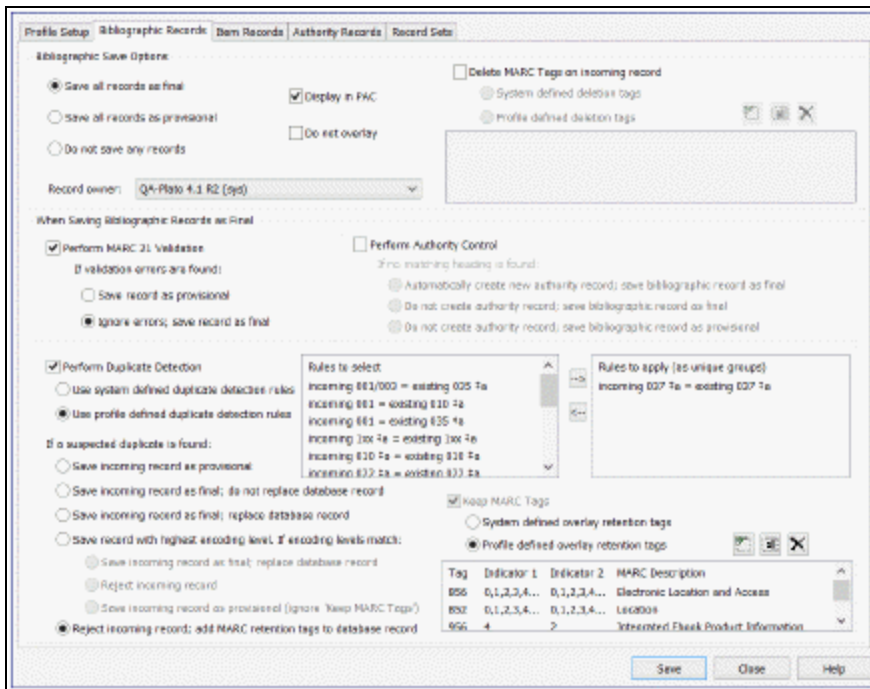 Profile Setup Bibliographic Records Item Records Authority Records Record Sets
Bibliographic Save Options
Save all records as final
Save all records as provisional
Do not save any records
Display in PAC
Do not overlay
Delete MARC Tags on incoming record
System defined deletion tags
Profile defined deletion tags
Record owner: QA-Plato 4.1 R2 (sys)
When Saving Bibliographic Records as Final
Perform MARC 21 Validation
If validation errors are found:
Save record as provisional
Ignore errors; save record as final
Perform Authority Control
If no matching heading is found:
Automatically create new authority record; save bibliographic record as final
Do not create authority record; save bibliographic record as final
Do not create authority record; save bibliographic record as provisional
Perform Duplicate Detection
Use system defined duplicate detection rules
Use profile defined duplicate detection rules
Rules to select
incoming 001/003 = existing 035 ‡a
incoming 001 = existing 010 ‡a
incoming 001 = existing 035 ‡a
incoming 1xx ‡a = existing 1xx ‡a
incoming 010 ‡a = existing 010 ‡a
incoming 022 ‡a = existing 022 ‡a
-->
<--
Rules to apply (as unique groups)
incoming 037 ‡a = existing 037 ‡a
If a suspected duplicate is found:
Save incoming record as provisional
Save incoming record as final; do not replace database record
Save incoming record as final; replace database record
Save record with highest encoding level. If encoding levels match:
Save incoming record as final; replace database record
Reject incoming record
Save incoming record as provisional (ignore 'Keep MARC Tags')
Reject incoming record; add MARC retention tags to database record
Keep MARC Tags
System defined overlay retention tags
Profile defined overlay retention tags
Tag Indicator 1 Indicator 2 MARC Description
856 0,1,2,3,4... 0,1,2,3,4... Electronic Location and Access
852 0,1,2,3,4... 0,1,2,3,4... Location
956 4 2 Integrated Ebook Product Information
Save Close Help